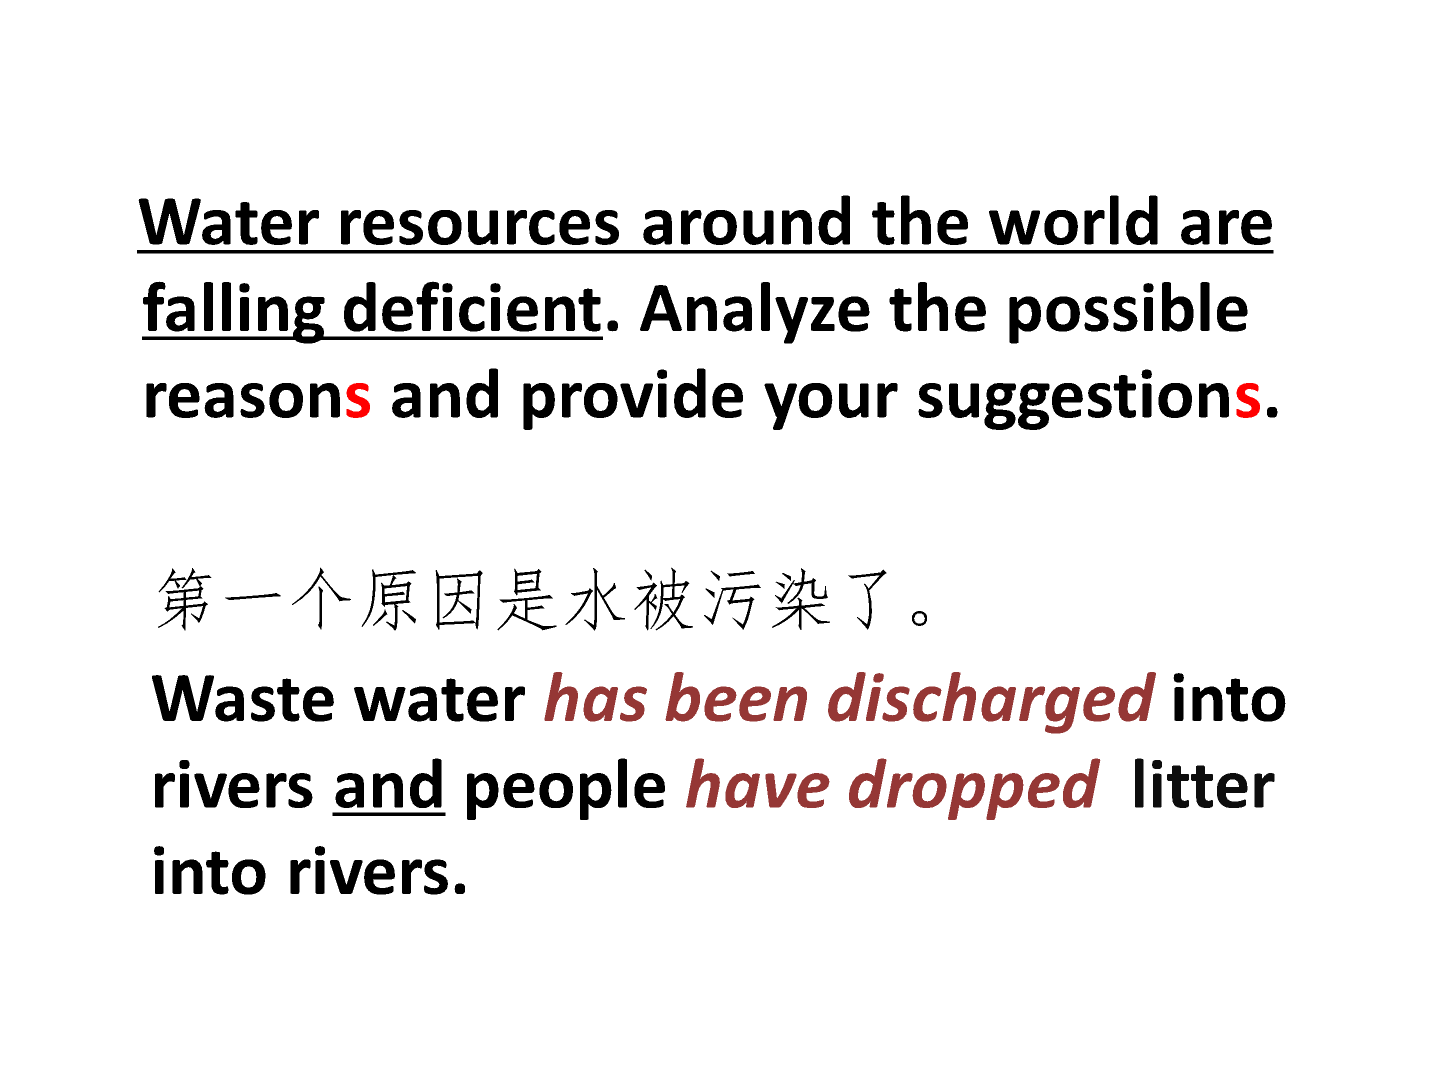 Water resources around the world are
falling deficient. Analyze the possible
reasons and provide your suggestions.
第一个原因是水被污染了。
Waste water has been discharged into
rivers and people have dropped litter
into rivers.